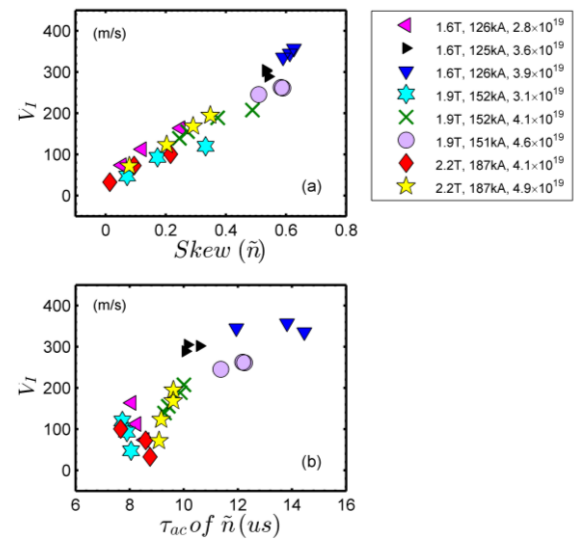 400
300
200
100
0
V_I
(m/s)
(a)
0
0.2
0.4
0.6
0.8
Skew (ñ)
1.6T, 126kA, 2.8×10^19
1.6T, 125kA, 3.6×10^19
1.6T, 126kA, 3.9×10^19
1.9T, 152kA, 3.1×10^19
1.9T, 152kA, 4.1×10^19
1.9T, 151kA, 4.6×10^19
2.2T, 187kA, 4.1×10^19
2.2T, 187kA, 4.9×10^19
400
300
200
100
0
V_I
(m/s)
(b)
6
8
10
12
14
16
τ_ac of ñ (us)